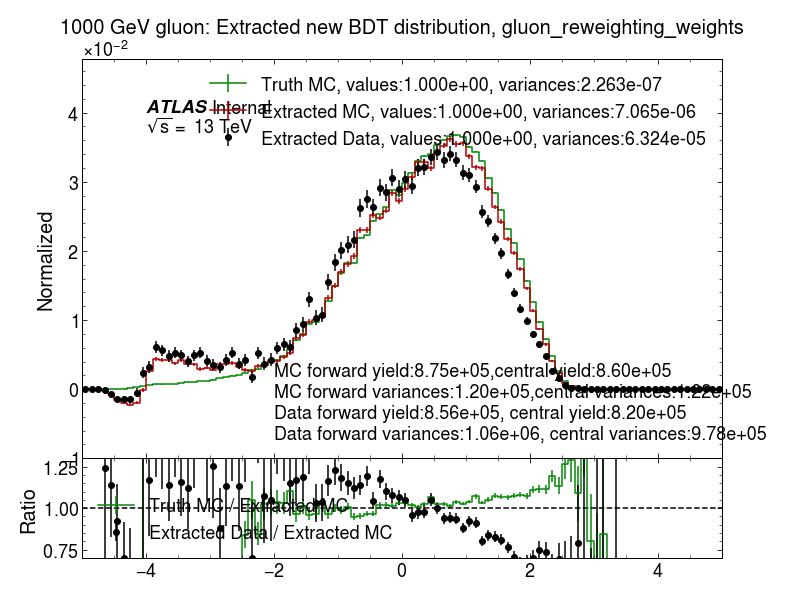 1000 GeV gluon: Extracted new BDT distribution, gluon_reweighting_weights
×10⁻²
Truth MC, values:1.000e+00, variances:2.263e-07
ATLAS Internal
Extracted MC, values:1.000e+00, variances:7.065e-06
√s = 13 TeV
Extracted Data, values:1.000e+00, variances:6.324e-05
Normalized
4
3
2
1
0
MC forward yield:8.75e+05,central yield:8.60e+05
MC forward variances:1.20e+05,central variances:1.22e+05
Data forward yield:8.56e+05, central yield:8.20e+05
Data forward variances:1.06e+06, central variances:9.78e+05
Ratio
1
1.25
1.00
0.75
Truth MC / Extracted MC
Extracted Data / Extracted MC
−4 −2 0 2 4